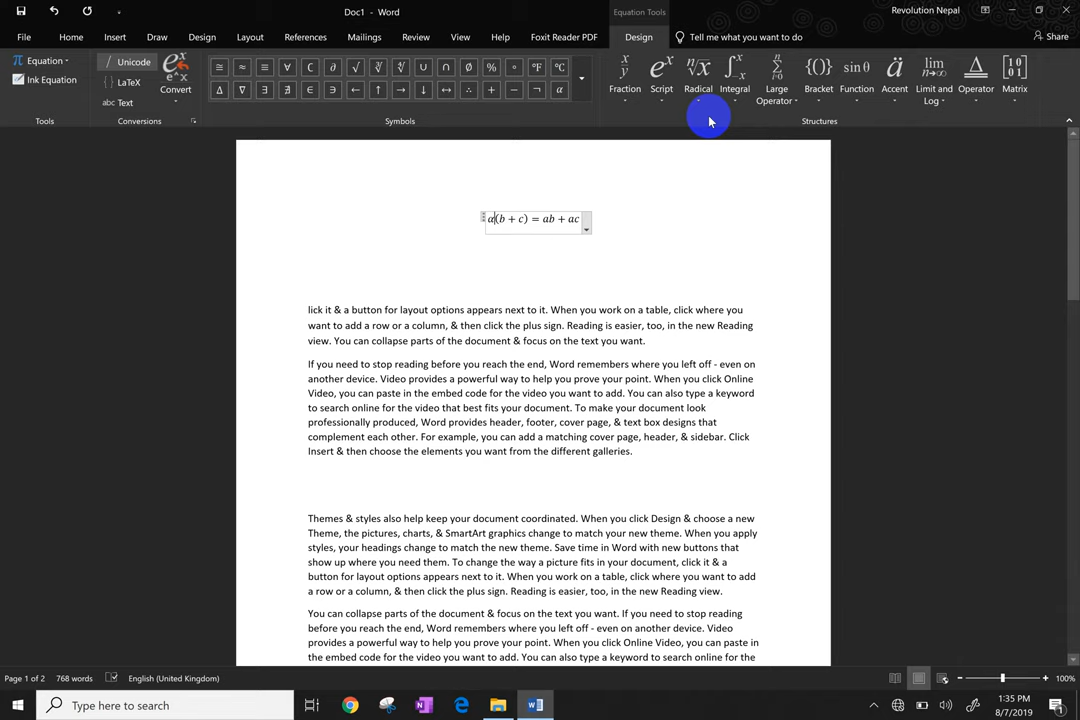 Doc1 - Word
Equation Tools
Revolution Nepal
File Home Insert Draw Design Layout References Mailings Review View Help Foxit Reader PDF Design Tell me what you want to do Share
π Equation
Ink Equation
Tools
Unicode
LaTeX
abc Text
Convert
Conversions
≅ ≈ ≡ ∀ ∁ ∂ √ ∛ ∜ ∪ ∩ ∅ % ° °F °C
∆ ∇ ∃ ∄ ∈ ∋ ← ↑ → ↓ ↔ ∴ + − ¬ α
Symbols
Fraction
Script
Radical
Integral
Large
Operator
Bracket
Function
Accent
Limit and
Log
Operator
Matrix
Structures
a(b + c) = ab + ac
lick it & a button for layout options appears next to it. When you work on a table, click where you
want to add a row or a column, & then click the plus sign. Reading is easier, too, in the new Reading
view. You can collapse parts of the document & focus on the text you want.
If you need to stop reading before you reach the end, Word remembers where you left off - even on
another device. Video provides a powerful way to help you prove your point. When you click Online
Video, you can paste in the embed code for the video you want to add. You can also type a keyword
to search online for the video that best fits your document. To make your document look
professionally produced, Word provides header, footer, cover page, & text box designs that
complement each other. For example, you can add a matching cover page, header, & sidebar. Click
Insert & then choose the elements you want from the different galleries.
Themes & styles also help keep your document coordinated. When you click Design & choose a new
Theme, the pictures, charts, & SmartArt graphics change to match your new theme. When you apply
styles, your headings change to match the new theme. Save time in Word with new buttons that
show up where you need them. To change the way a picture fits in your document, click it & a
button for layout options appears next to it. When you work on a table, click where you want to add
a row or a column, & then click the plus sign. Reading is easier, too, in the new Reading view.
You can collapse parts of the document & focus on the text you want. If you need to stop reading
before you reach the end, Word remembers where you left off - even on another device. Video
provides a powerful way to help you prove your point. When you click Online Video, you can paste in
the embed code for the video you want to add. You can also type a keyword to search online for the
Page 1 of 2 768 words English (United Kingdom) 100%
Type here to search
1:35 PM
8/7/2019